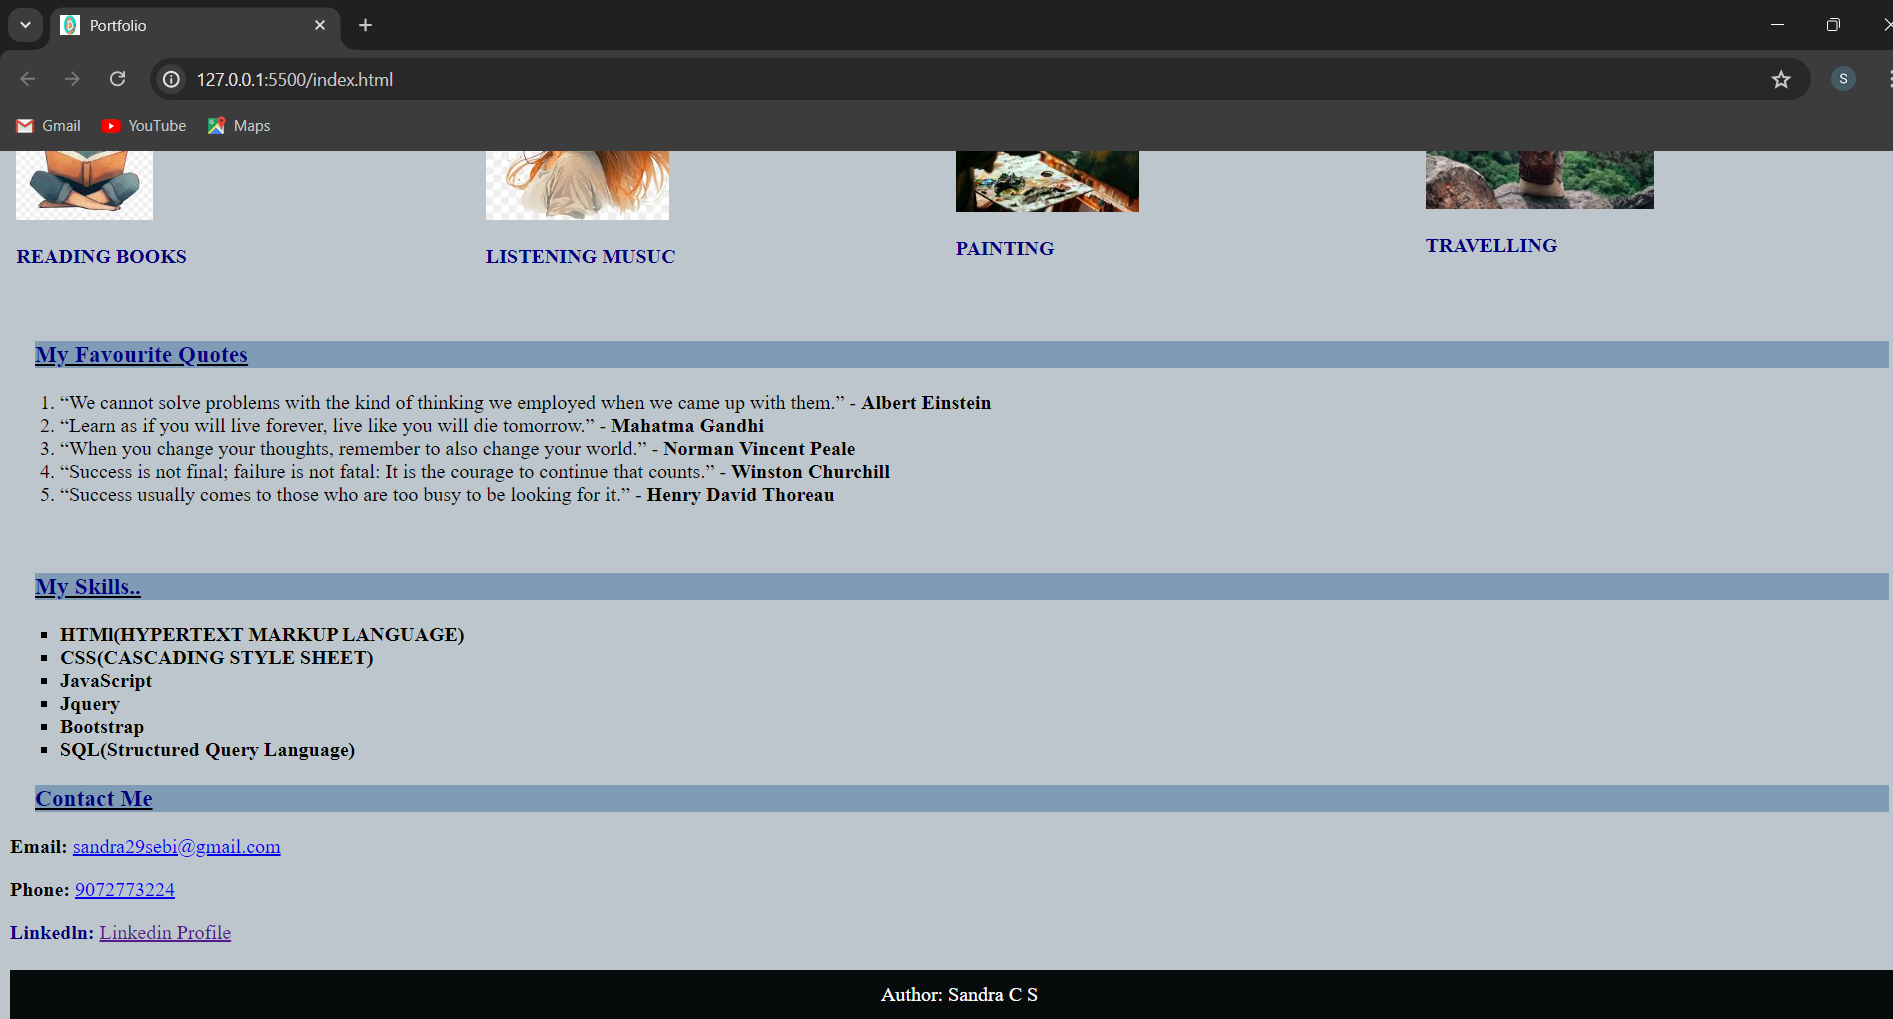 Portfolio
127.0.0.1:5500/index.html
S
Gmail YouTube Maps
READING BOOKS LISTENING MUSUC PAINTING TRAVELLING
My Favourite Quotes
1. “We cannot solve problems with the kind of thinking we employed when we came up with them.” - Albert Einstein
2. “Learn as if you will live forever, live like you will die tomorrow.” - Mahatma Gandhi
3. “When you change your thoughts, remember to also change your world.” - Norman Vincent Peale
4. “Success is not final; failure is not fatal: It is the courage to continue that counts.” - Winston Churchill
5. “Success usually comes to those who are too busy to be looking for it.” - Henry David Thoreau
My Skills..
HTMl(HYPERTEXT MARKUP LANGUAGE)
CSS(CASCADING STYLE SHEET)
JavaScript
Jquery
Bootstrap
SQL(Structured Query Language)
Contact Me
Email: sandra29sebi@gmail.com
Phone: 9072773224
Linkedln: Linkedin Profile
Author: Sandra C S